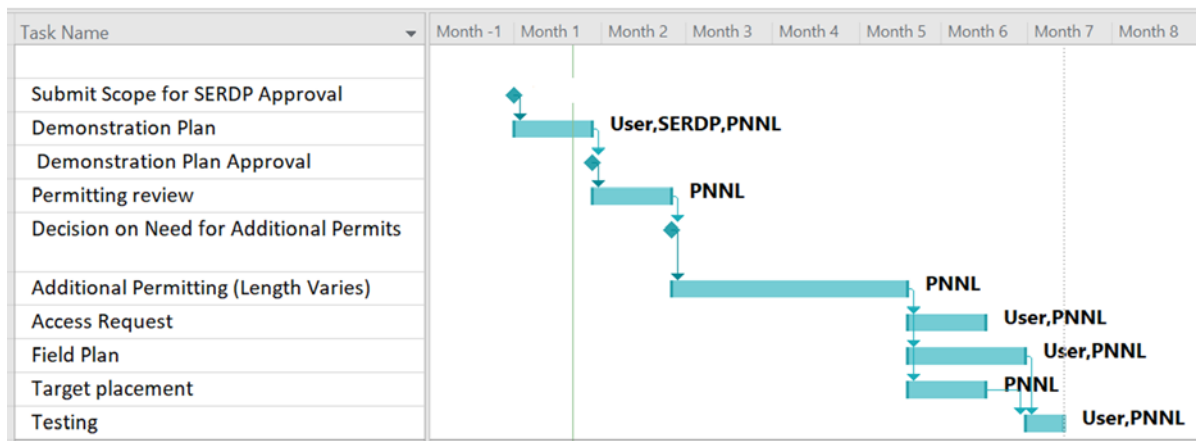 Task Name Month -1 Month 1 Month 2 Month 3 Month 4 Month 5 Month 6 Month 7 Month 8
Submit Scope for SERDP Approval
Demonstration Plan User,SERDP,PNNL
Demonstration Plan Approval
Permitting review PNNL
Decision on Need for Additional Permits
Additional Permitting (Length Varies) PNNL
Access Request User,PNNL
Field Plan User,PNNL
Target placement PNNL
Testing User,PNNL